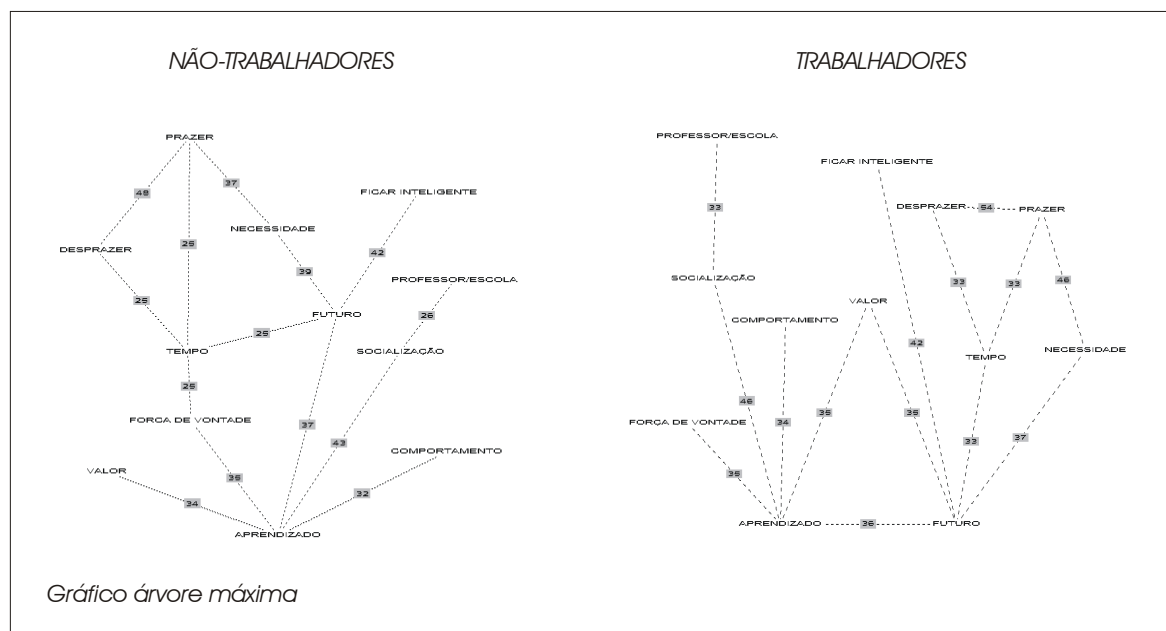 NÃO-TRABALHADORES
TRABALHADORES
PRAZER
48
37
25
DESPRAZER
NECESSIDADE
FICAR INTELIGENTE
42
39
PROFESSOR/ESCOLA
25
FUTURO
26
25
TEMPO
SOCIALIZAÇÃO
25
FORÇA DE VONTADE
37
43
COMPORTAMENTO
VALOR
35
34
32
APRENDIZADO
PROFESSOR/ESCOLA
FICAR INTELIGENTE
33
DESPRAZER
54
PRAZER
SOCIALIZAÇÃO
33
33
46
VALOR
COMPORTAMENTO
42
TEMPO
NECESSIDADE
46
FORÇA DE VONTADE
34
35
35
33
37
35
APRENDIZADO
36
FUTURO
Gráfico árvore máxima